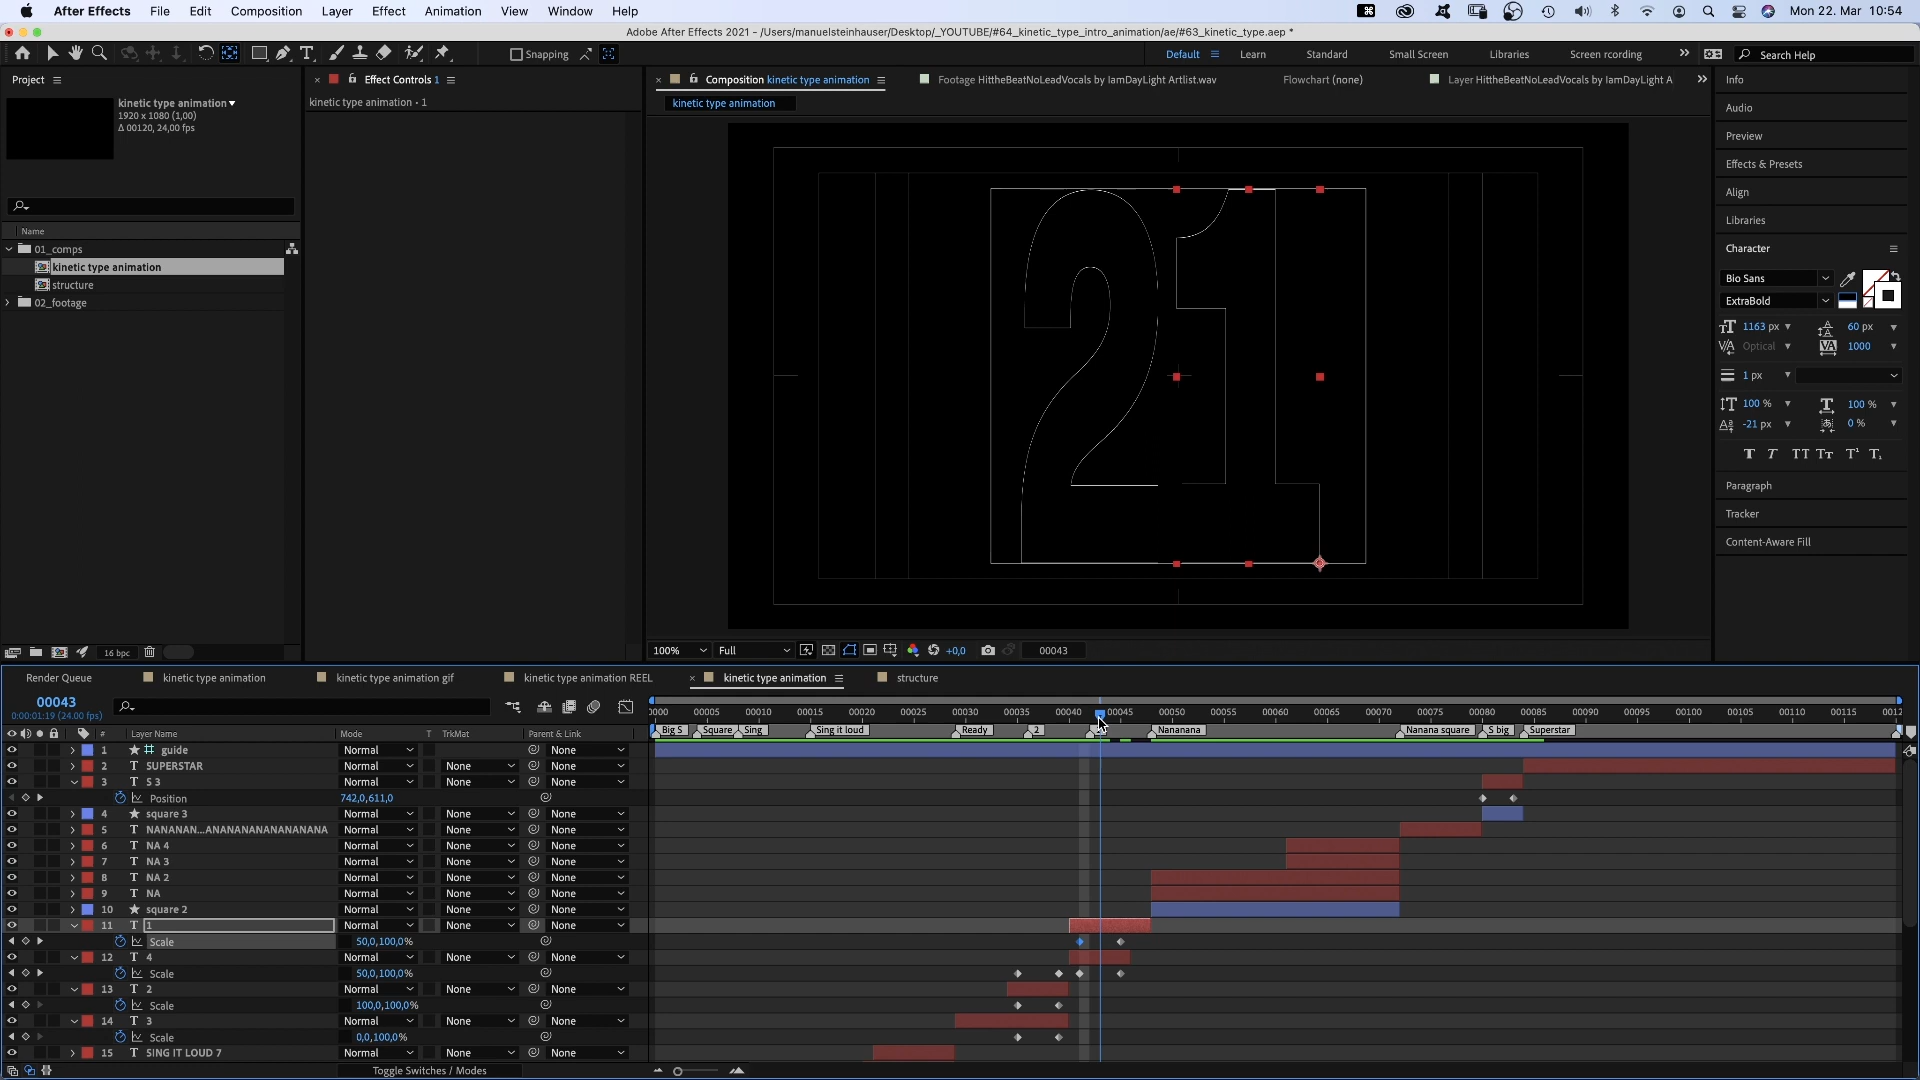 After Effects File Edit Composition Layer Effect Animation View Window Help Mon 22. Mar 10:54
Adobe After Effects 2021 - /Users/manuelsteinhauser/Desktop/_YOUTUBE/#64_kinetic_type_intro_animation/ae/#63_kinetic_type.aep *
Snapping Default Learn Standard Small Screen Libraries Screen rcording Search Help
Project Effect Controls 1 Composition kinetic type animation Footage HittheBeatNoLeadVocals by IamDayLight Artlist.wav Flowchart (none) Layer HittheBeatNoLeadVocals by IamDayLight A Info
kinetic type animation
1920 x 1080 (1,00)
Δ 00120, 24,00 fps
kinetic type animation • 1
kinetic type animation
21
Name
01_comps
kinetic type animation
structure
02_footage
16 bpc
100% Full +0,0 00043
Audio
Preview
Effects & Presets
Align
Libraries
Character
Bio Sans
ExtraBold
1163 px 60 px
Optical 1000
1 px
100 % 100 %
-21 px 0 %
Paragraph
Tracker
Content-Aware Fill
Render Queue kinetic type animation kinetic type animation gif kinetic type animation REEL kinetic type animation structure
00043
0:00:01:19 (24.00 fps)
0000 00005 00010 00015 00020 00025 00030 00035 00040 00045 00050 00055 00060 00065 00070 00075 00080 00085 00090 00095 00100 00105 00110 00115 0012
Big S Square Sing Sing it loud Ready 2 Nananana Nanana square S big Superstar
# Layer Name Mode T TrkMat Parent & Link
1 guide Normal None
2 T SUPERSTAR Normal None None
3 T S 3 Normal None None
Position 742,0,611,0
4 square 3 Normal None None
5 T NANANAN...ANANANANANANANA Normal None None
6 T NA 4 Normal None None
7 T NA 3 Normal None None
8 T NA 2 Normal None None
9 T NA Normal None None
10 square 2 Normal None None
11 T 1 Normal None None
Scale 50,0,100,0%
12 T 4 Normal None None
Scale 50,0,100,0%
13 T 2 Normal None None
Scale 100,0,100,0%
14 T 3 Normal None None
Scale 0,0,100,0%
15 T SING IT LOUD 7 Normal None None
Toggle Switches / Modes